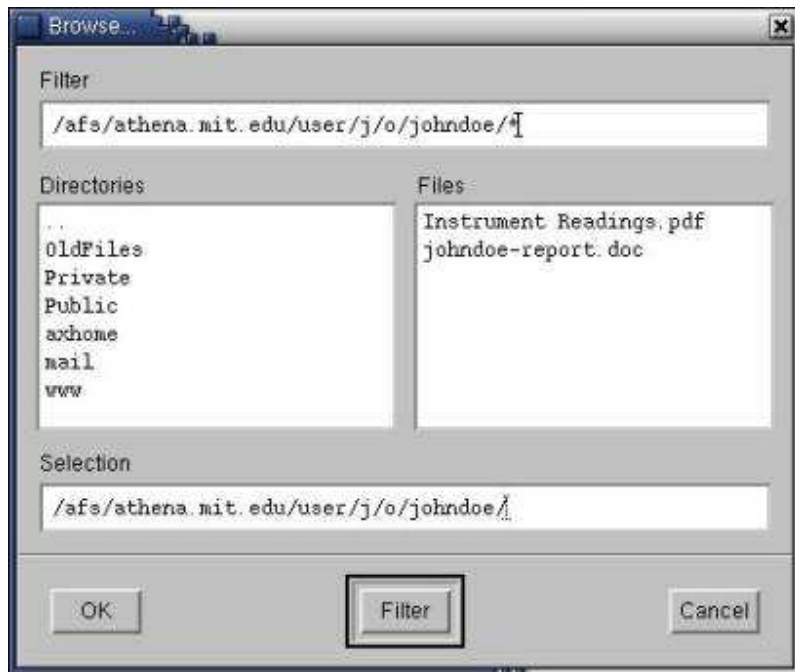 Browse...
Filter
/afs/athena.mit.edu/user/j/o/johndoe/*
Directories
..
OldFiles
Private
Public
axhome
mail
www
Files
Instrument Readings.pdf
johndoe-report.doc
Selection
/afs/athena.mit.edu/user/j/o/johndoe/
OK
Filter
Cancel